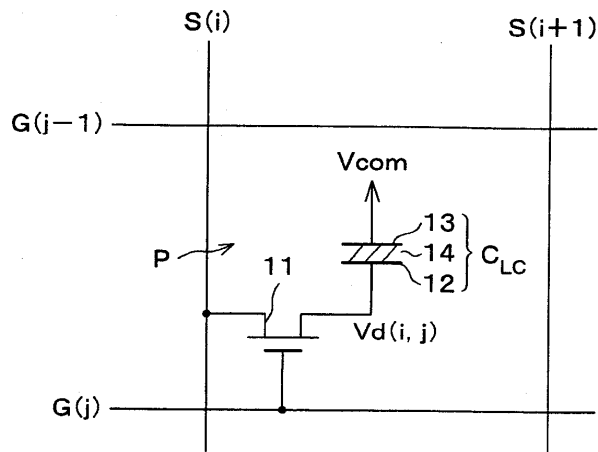 S(i)
S(i+1)
G(j−1)
Vcom
13
14
12
C_LC
P
11
Vd(i, j)
G(j)